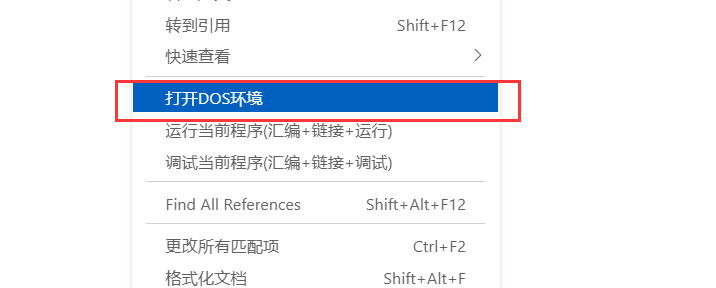 转到引用 Shift+F12
快速查看
打开DOS环境
运行当前程序(汇编+链接+运行)
调试当前程序(汇编+链接+调试)
Find All References Shift+Alt+F12
更改所有匹配项 Ctrl+F2
格式化文档 Shift+Alt+F